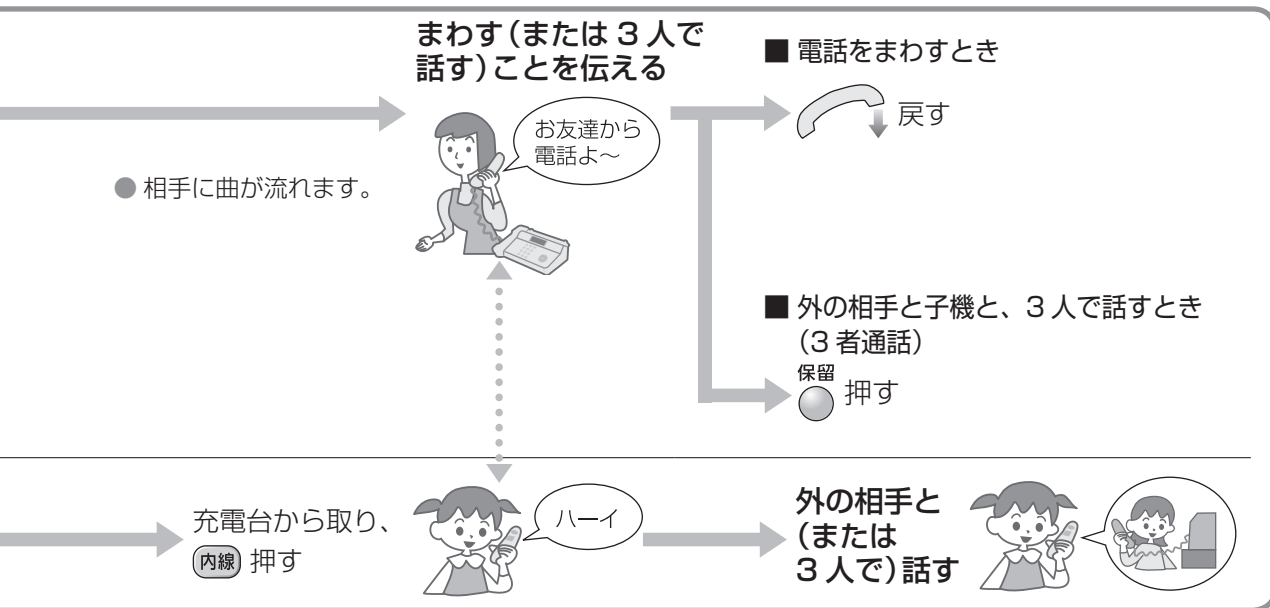 まわす(または 3 人で
話す)ことを伝える
お友達から
電話よ〜
● 相手に曲が流れます。
■ 電話をまわすとき
戻す
■ 外の相手と子機と、3 人で話すとき
(3 者通話)
保留
押す
充電台から取り、
内線 押す
ハーイ
外の相手と
(または
3 人で)話す